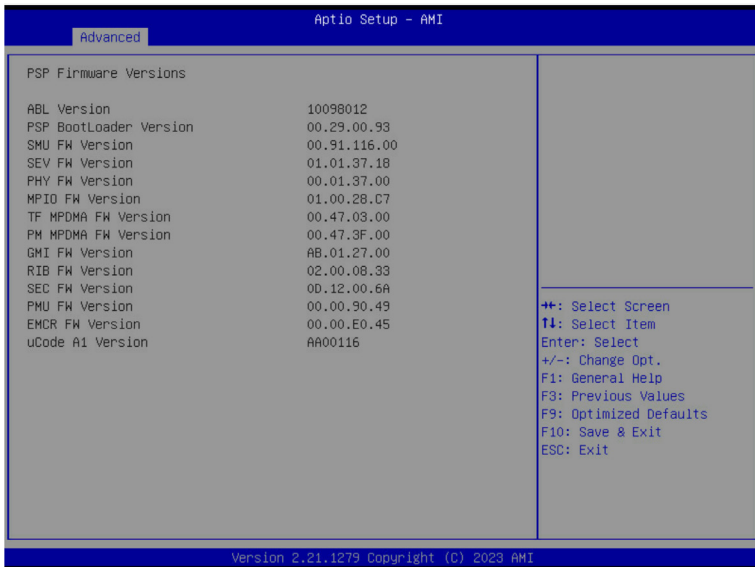 Aptio Setup – AMI
Advanced
PSP Firmware Versions
ABL Version 10098012
PSP BootLoader Version 00.29.00.93
SMU FW Version 00.91.116.00
SEV FW Version 01.01.37.18
PHY FW Version 00.01.37.00
MPIO FW Version 01.00.28.C7
TF MPDMA FW Version 00.47.03.00
PM MPDMA FW Version 00.47.3F.00
GMI FW Version AB.01.27.00
RIB FW Version 02.00.08.33
SEC FW Version 0D.12.00.6A
PMU FW Version 00.00.90.49
EMCR FW Version 00.00.E0.45
uCode A1 Version AA00116
→←: Select Screen
↑↓: Select Item
Enter: Select
+/-: Change Opt.
F1: General Help
F3: Previous Values
F9: Optimized Defaults
F10: Save & Exit
ESC: Exit
Version 2.21.1279 Copyright (C) 2023 AMI